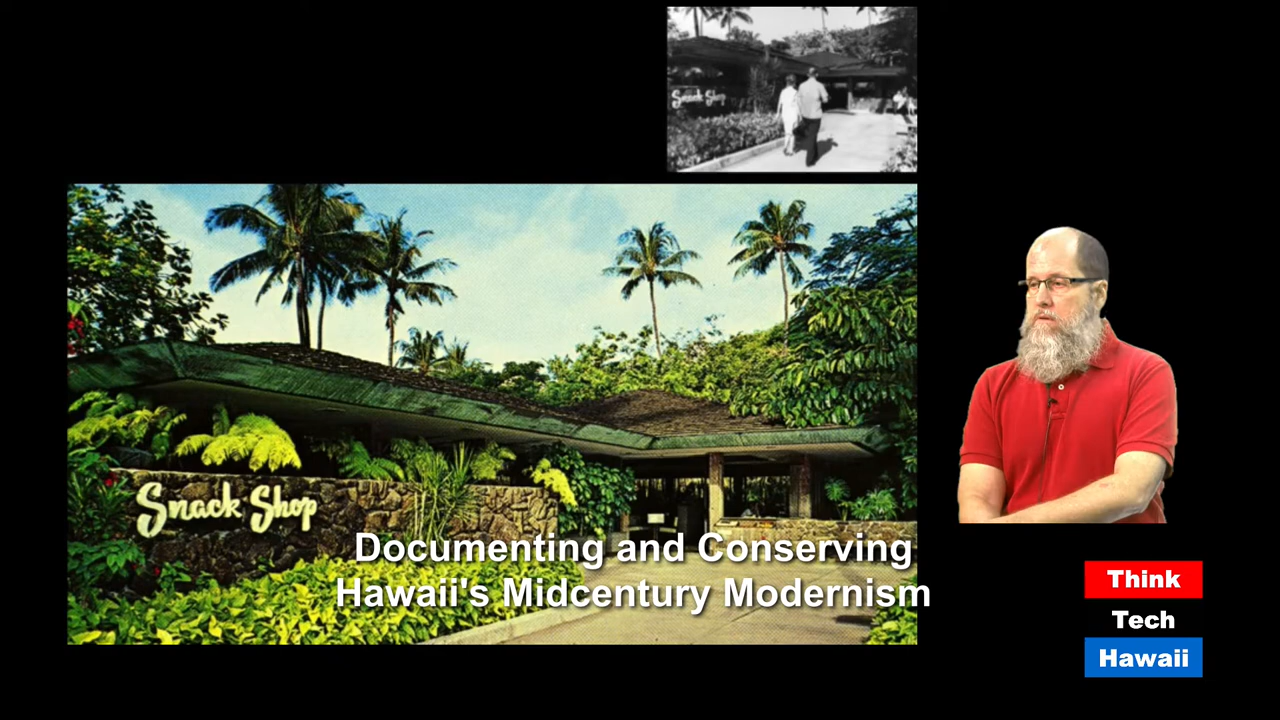 Snack Shop
Snack Shop
Documenting and Conserving
Hawaii's Midcentury Modernism
Think
Tech
Hawaii